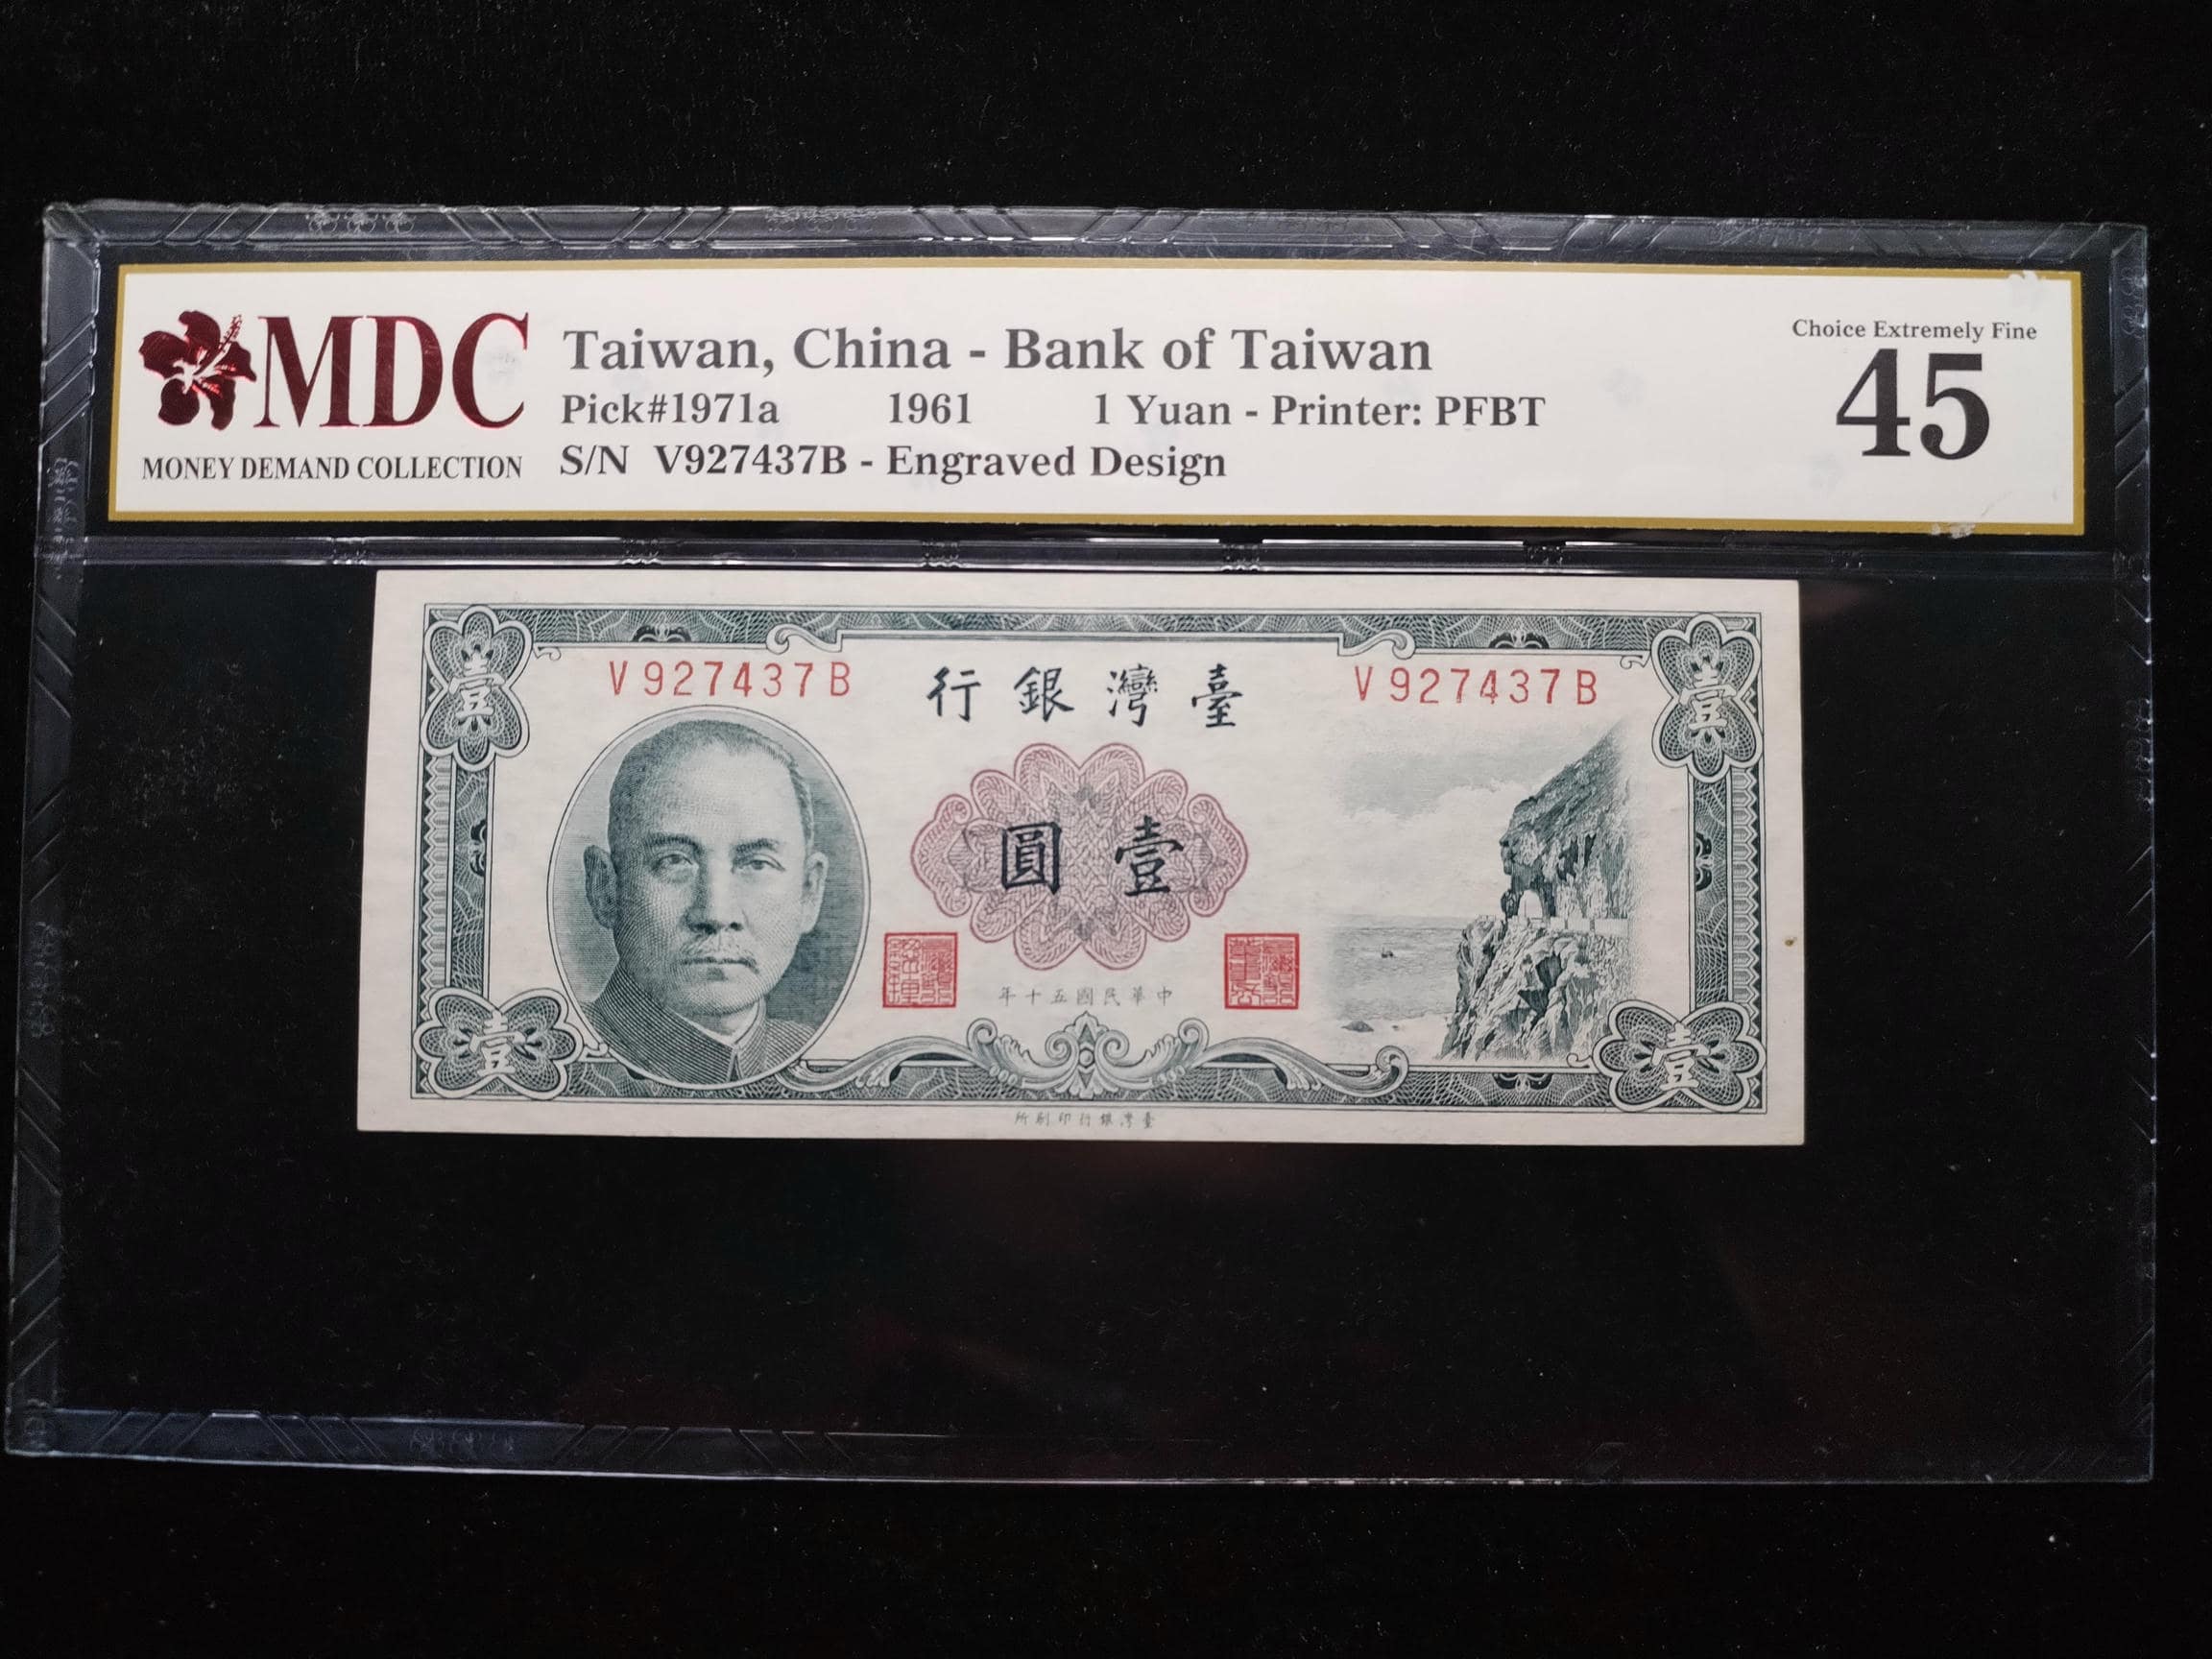 MDC
MONEY DEMAND COLLECTION
Taiwan, China - Bank of Taiwan
Pick#1971a 1961 1 Yuan - Printer: PFBT
S/N V927437B - Engraved Design
Choice Extremely Fine
45
壹
壹
V927437B
臺灣銀行
V927437B
壹圓
中華民國五十年
壹
壹
臺灣銀行印刷所